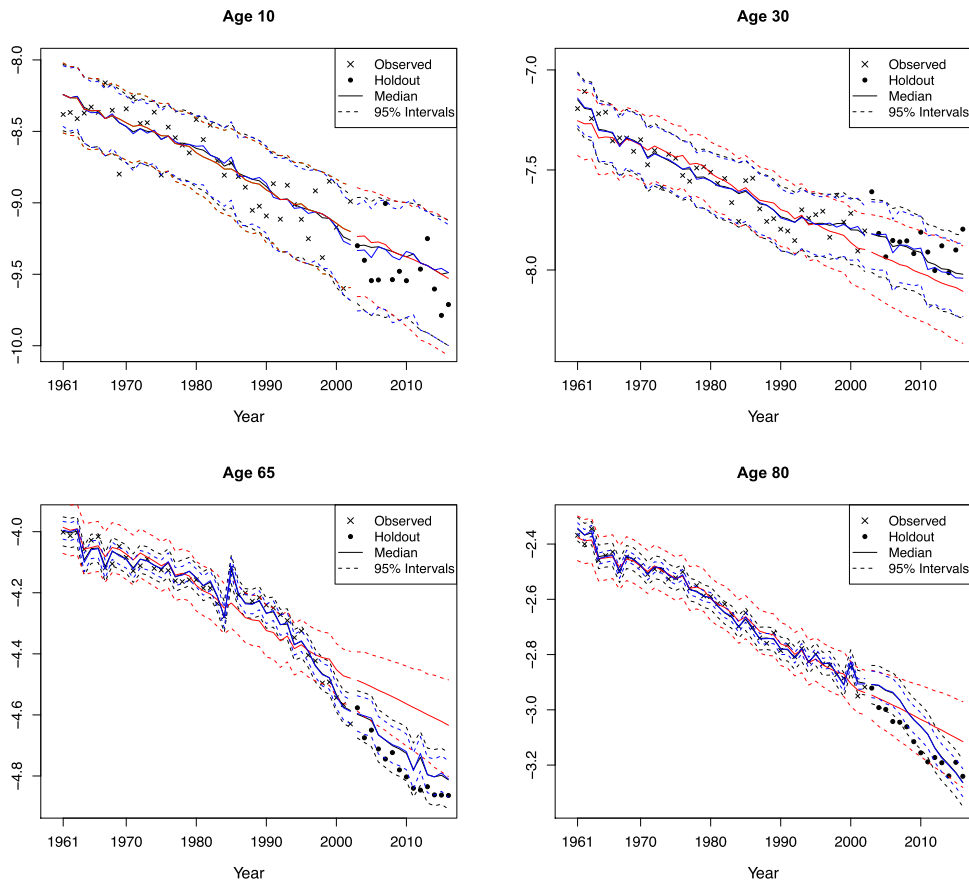 Age 10
-8.0
-8.5
-9.0
-9.5
-10.0
1961 1970 1980 1990 2000 2010
Year
Observed
Holdout
Median
95% Intervals
Age 30
-7.0
-7.5
-8.0
1961 1970 1980 1990 2000 2010
Year
Observed
Holdout
Median
95% Intervals
Age 65
-4.0
-4.2
-4.4
-4.6
-4.8
1961 1970 1980 1990 2000 2010
Year
Observed
Holdout
Median
95% Intervals
Age 80
-2.4
-2.6
-2.8
-3.0
-3.2
1961 1970 1980 1990 2000 2010
Year
Observed
Holdout
Median
95% Intervals